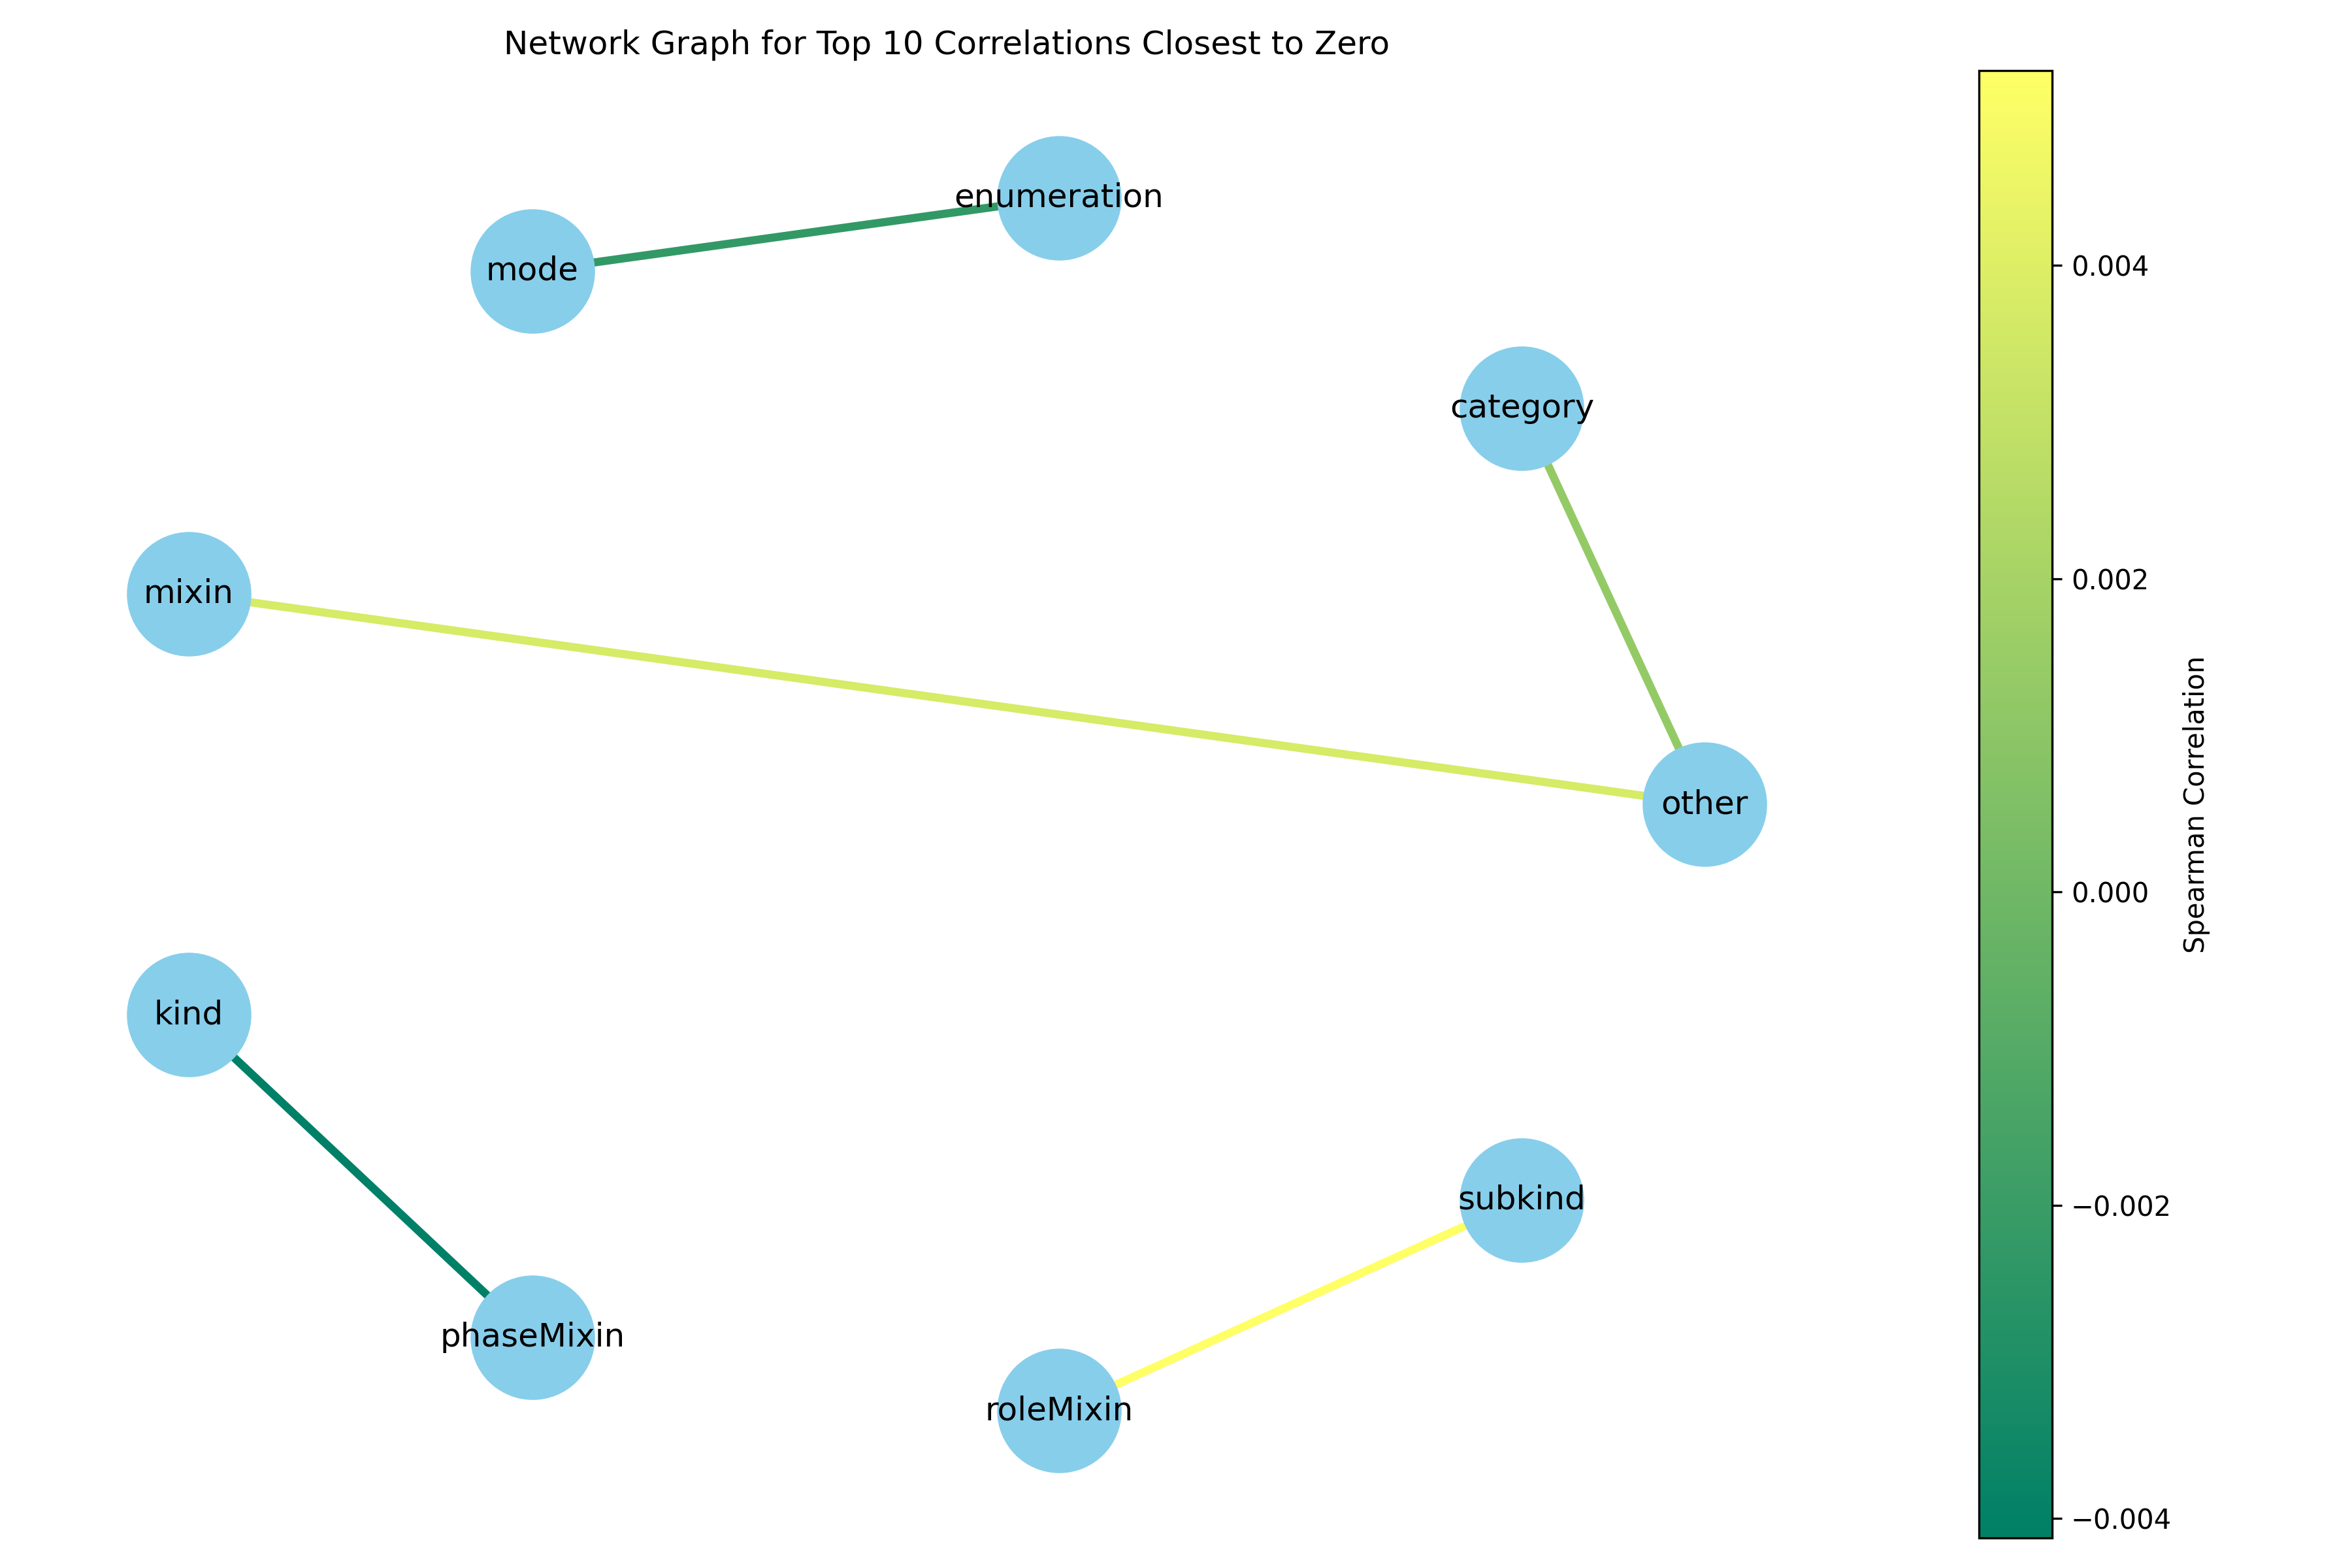 Network Graph for Top 10 Correlations Closest to Zero
enumeration
mode
category
mixin
other
kind
subkind
phaseMixin
roleMixin
0.004
0.002
0.000
−0.002
−0.004
Spearman Correlation